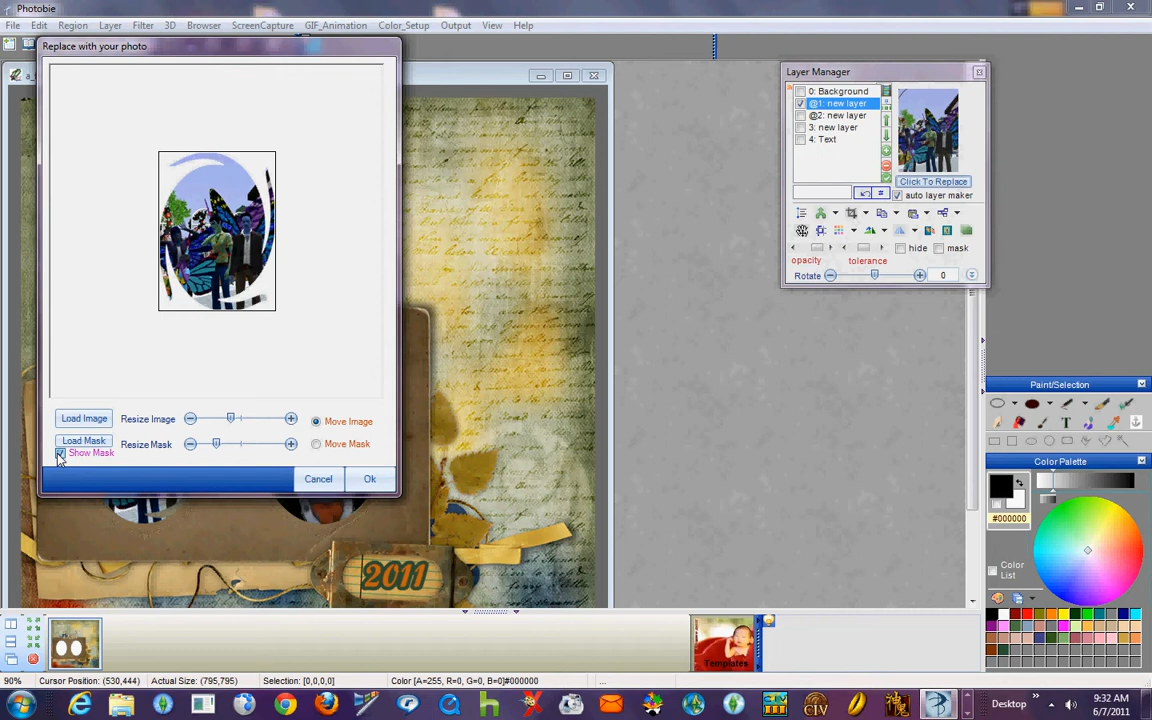 Photobie
File Edit Region Layer Filter 3D Browser ScreenCapture GIF_Animation Color_Setup Output View Help
Replace with your photo
Load Image
Resize Image
Move Image
Load Mask
Resize Mask
Move Mask
Show Mask
Cancel Ok
2011
Layer Manager
0: Background
@1: new layer
@2: new layer
3: new layer
4: Text
Click To Replace
auto layer maker
hide mask
opacity tolerance
Rotate 0
Paint/Selection
T
Color Palette
#000000
Color
List
Templates
90% Cursor Position: (530,444) Actual Size: (795,795) Selection: [0,0,0,0] Color [A=255, R=0, G=0, B=0]#000000 ...
CIV
Desktop
9:32 AM
6/7/2011